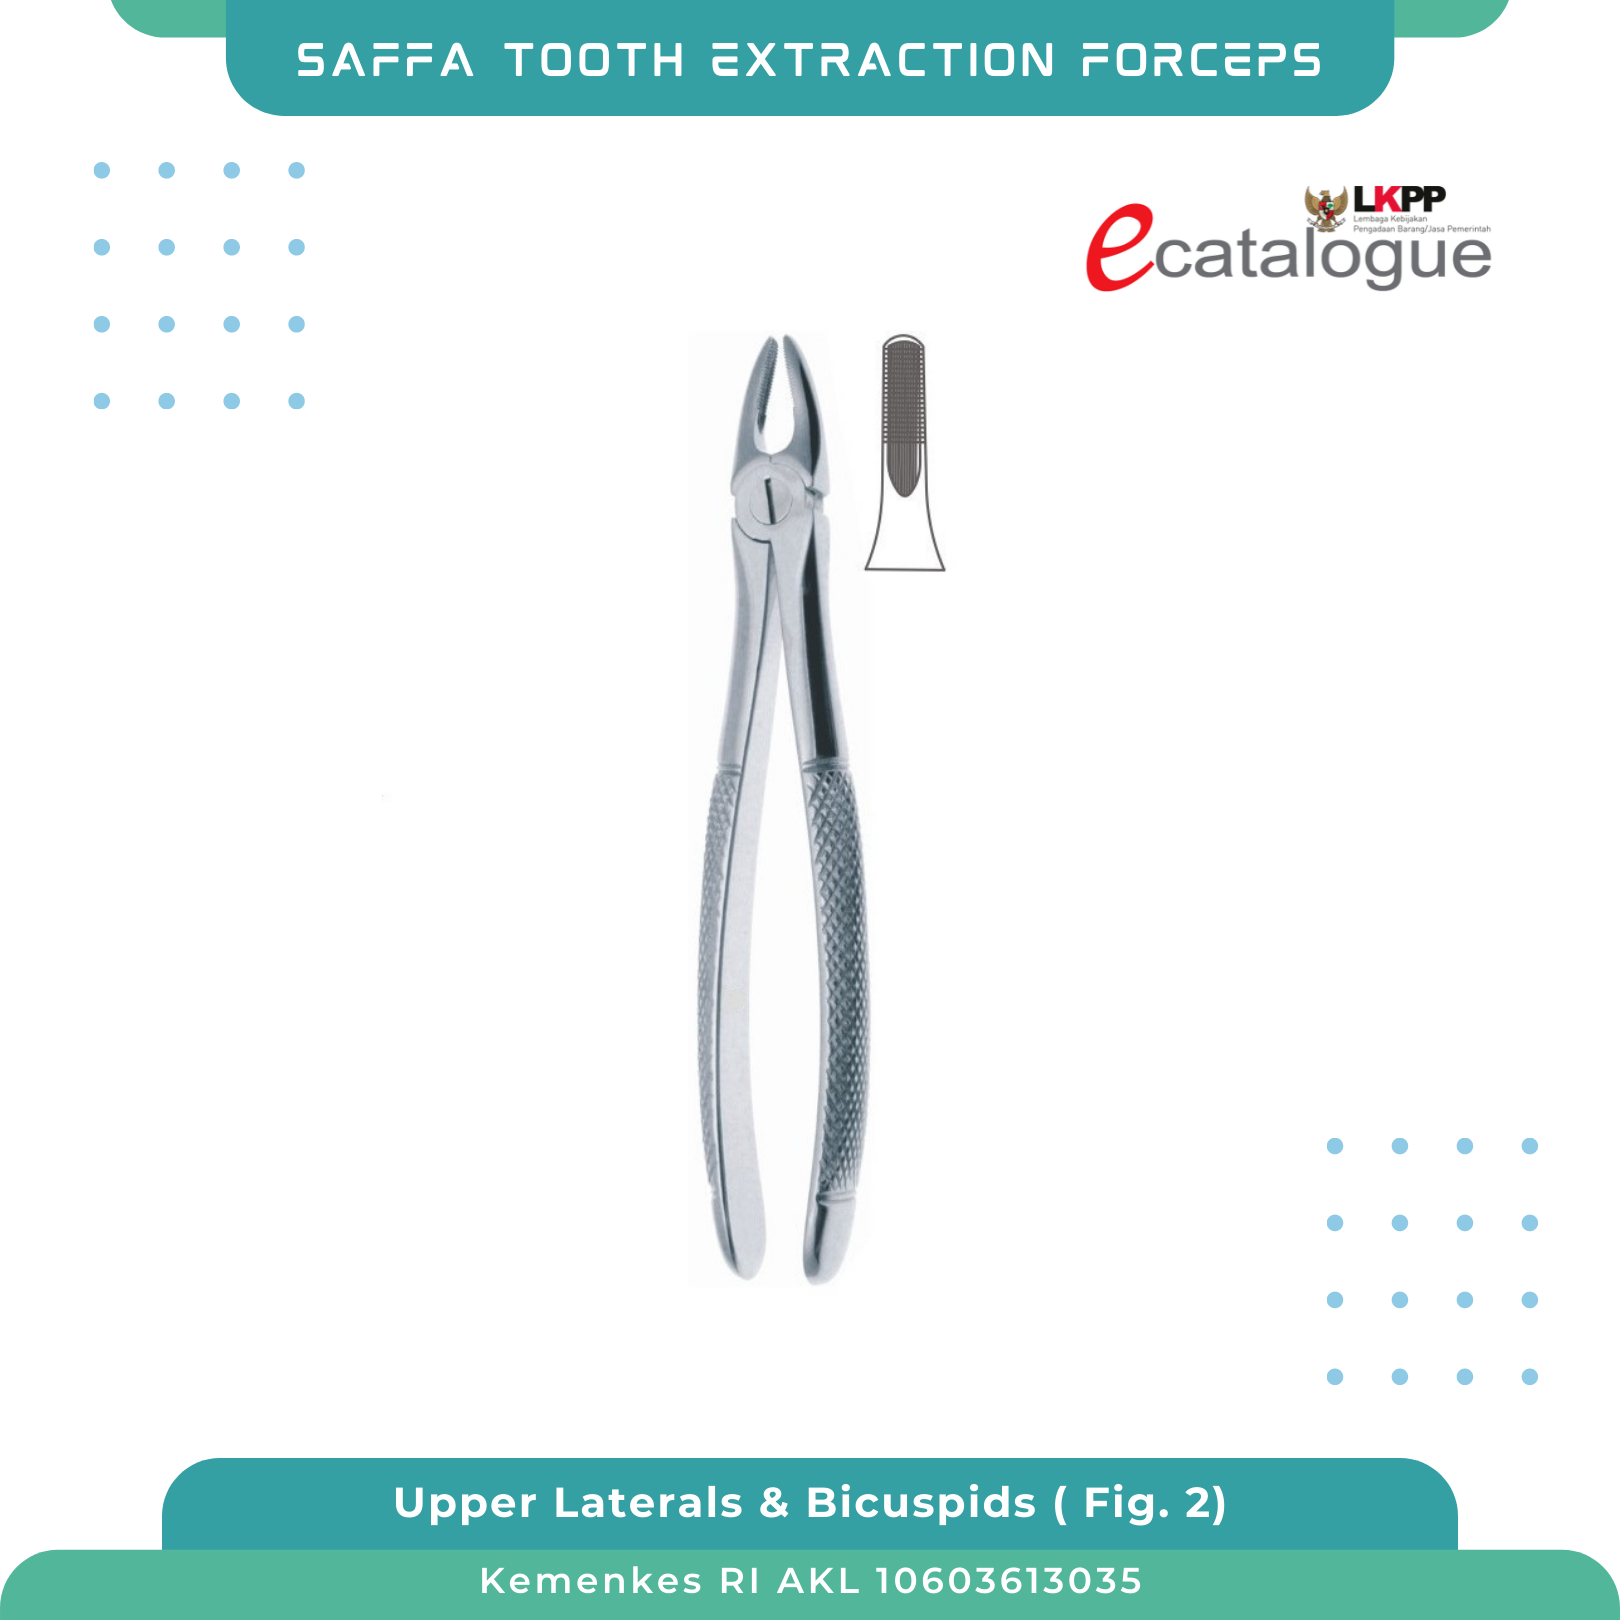 SAFFA TOOTH EXTRACTION FORCEPS
LKPP
Lembaga Kebijakan
Pengadaan Barang/Jasa Pemerintah
ecatalogue
Upper Laterals & Bicuspids ( Fig. 2)
Kemenkes RI AKL 10603613035